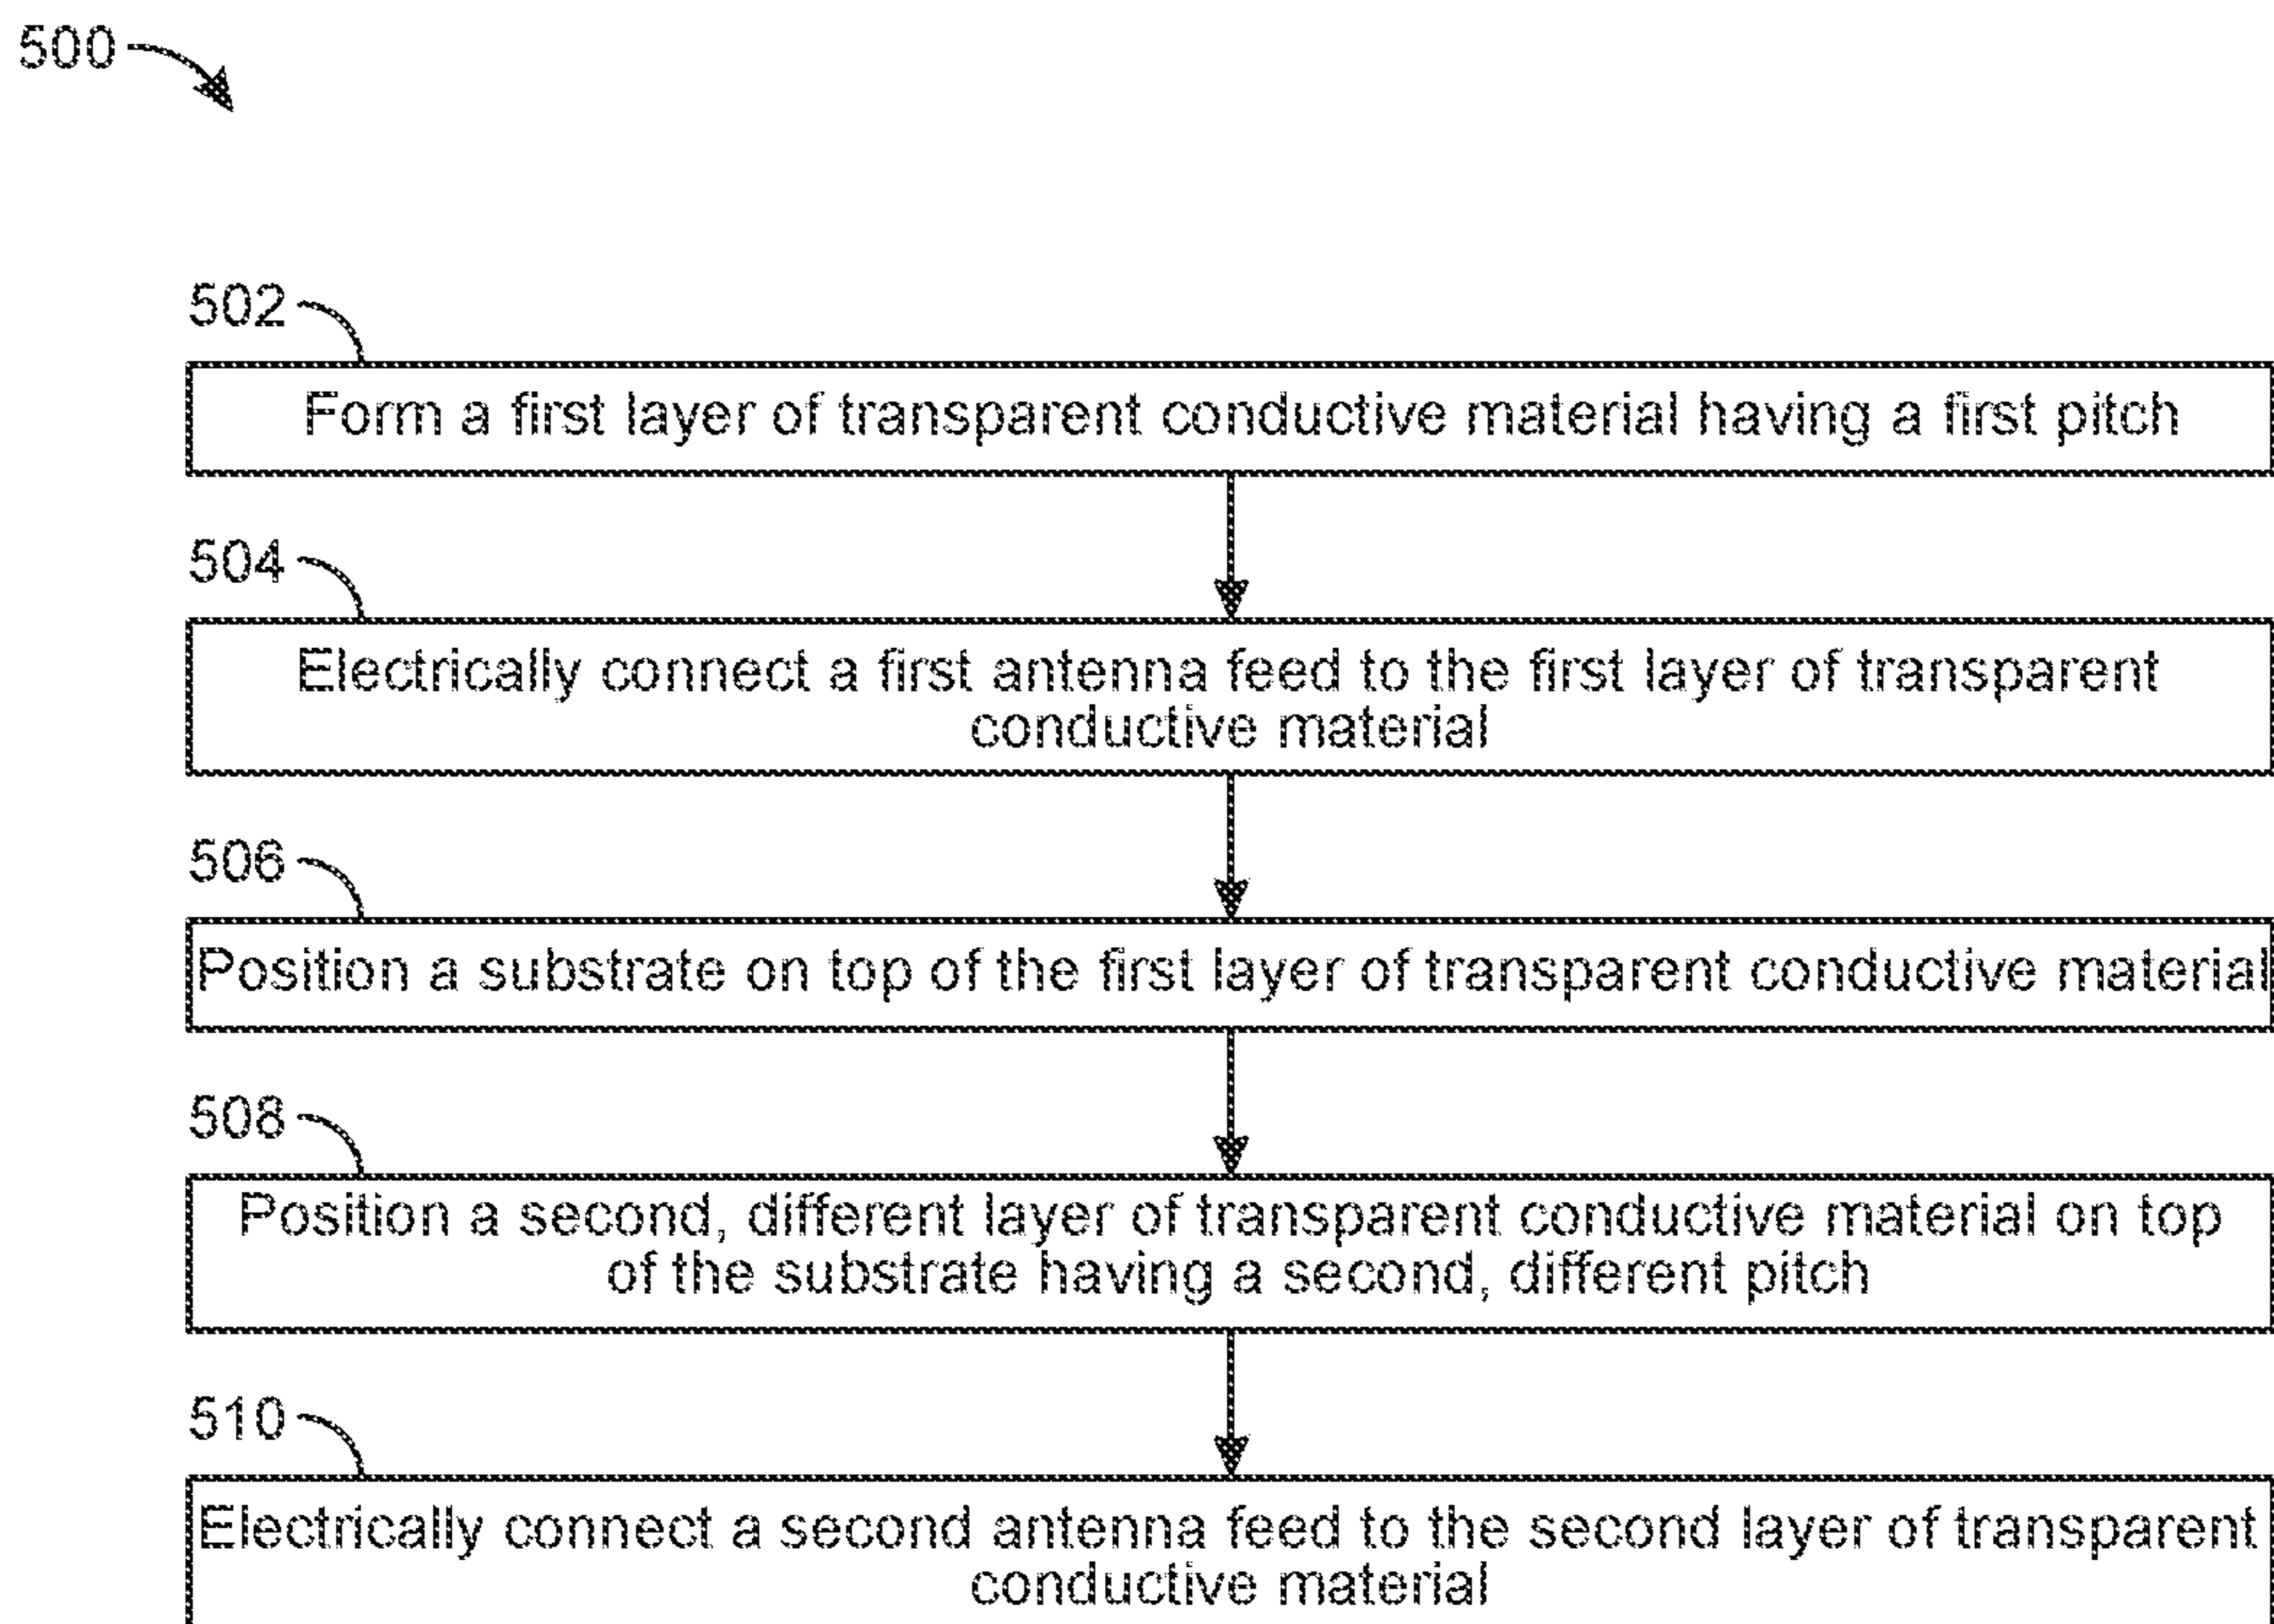 500
502
Form a first layer of transparent conductive material having a first pitch
504
Electrically connect a first antenna feed to the first layer of transparent
conductive material
506
Position a substrate on top of the first layer of transparent conductive material
508
Position a second, different layer of transparent conductive material on top
of the substrate having a second, different pitch
510
Electrically connect a second antenna feed to the second layer of transparent
conductive material